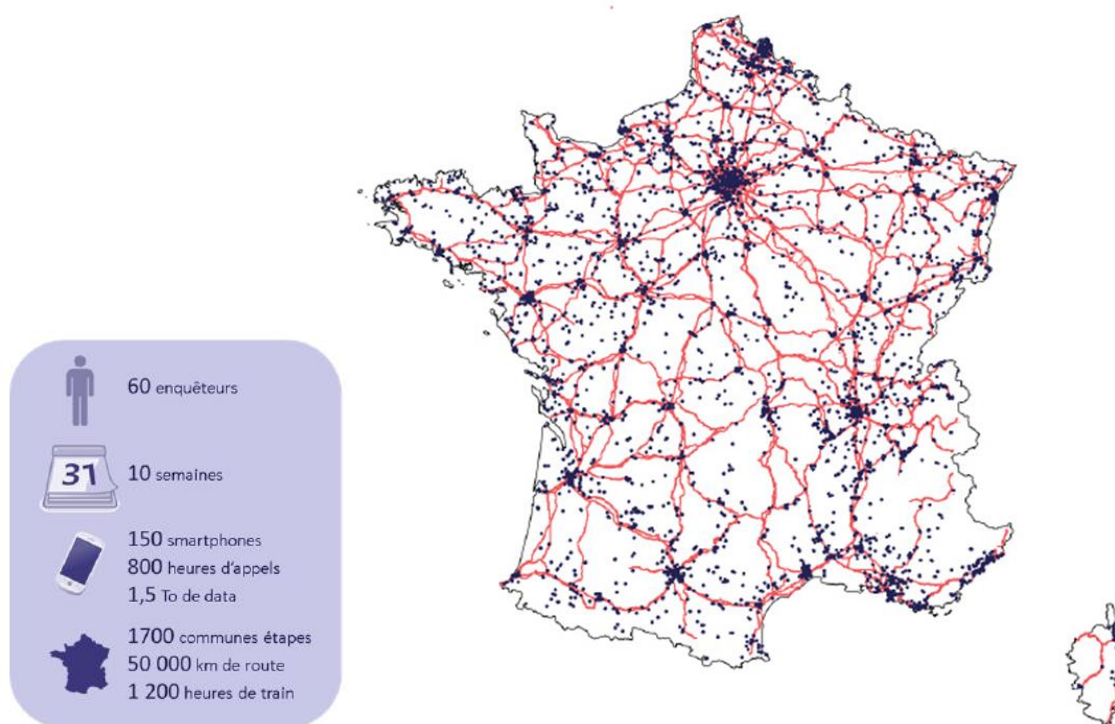 60 enquêteurs
31
10 semaines
150 smartphones
800 heures d'appels
1,5 To de data
1700 communes étapes
50 000 km de route
1 200 heures de train